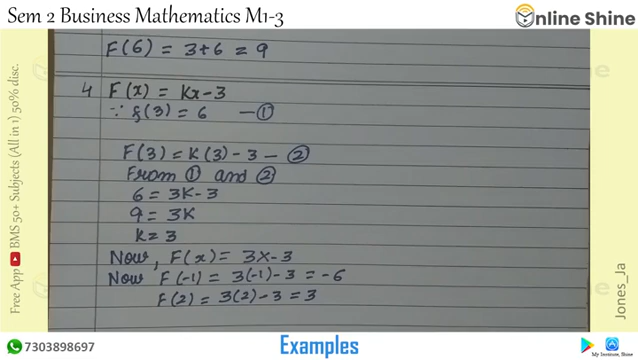 Sem 2 Business Mathematics M1-3
Online Shine
F(6) = 3+6 = 9
4 F(x) = Kx-3
∵ f(3) = 6 — ①
F(3) = K(3) - 3 — ②
From ① and ②
6 = 3K-3
9 = 3K
k = 3
Now, F(x) = 3x-3
Now F(-1) = 3(-1)-3 = -6
F(2) = 3(2)-3 = 3
Free App ▶ BMS 50+ Subjects (All in 1) 50% disc.
Jones_Ja
7303898697
Examples
My Institute, Shine